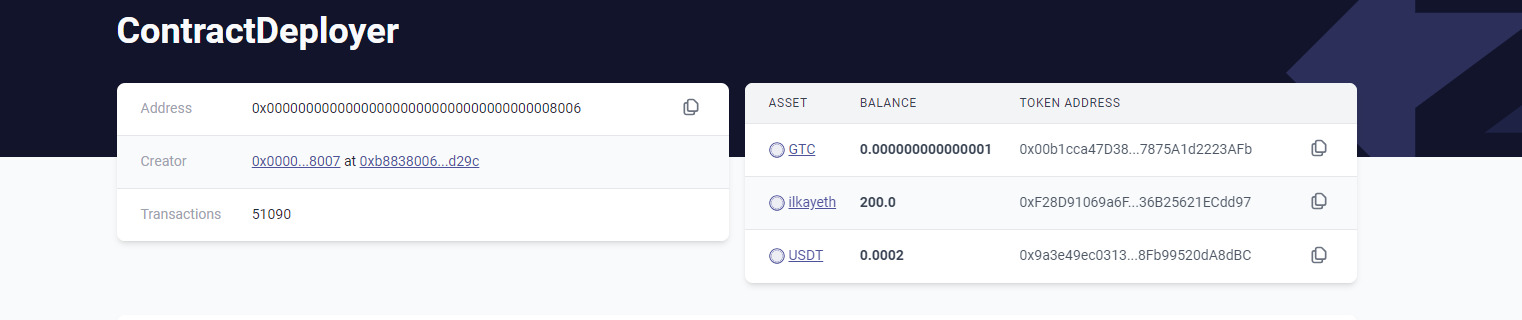 ContractDeployer
Address 0x0000000000000000000000000000000000008006
Creator 0x0000...8007 at 0xb8838006...d29c
Transactions 51090
ASSET BALANCE TOKEN ADDRESS
GTC 0.000000000000001 0x00b1cca47D38...7875A1d2223AFb
ilkayeth 200.0 0xF28D91069a6F...36B25621ECdd97
USDT 0.0002 0x9a3e49ec0313...8Fb99520dA8dBC